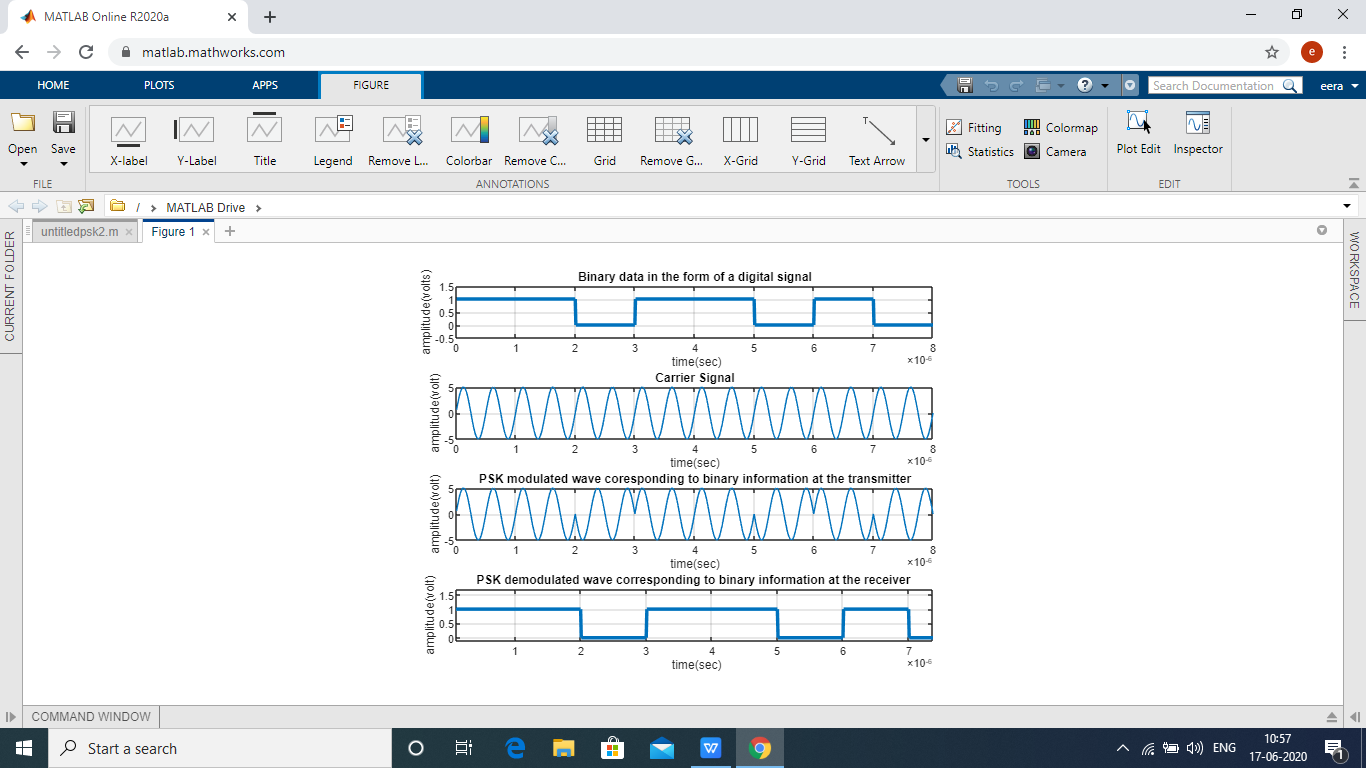 MATLAB Online R2020a
matlab.mathworks.com
e
HOME PLOTS APPS FIGURE
Search Documentation
eera
Open
Save
X-label Y-Label Title Legend Remove L... Colorbar Remove C... Grid Remove G... X-Grid Y-Grid Text Arrow
Fitting Colormap
Statistics Camera
Plot Edit Inspector
FILE ANNOTATIONS TOOLS EDIT
/ MATLAB Drive
untitledpsk2.m Figure 1
CURRENT FOLDER
WORKSPACE
Binary data in the form of a digital signal
amplitude(volts)
1.5
1
0.5
0
-0.5
0 1 2 3 4 5 6 7 8
time(sec)
×10-6
Carrier Signal
amplitude(volt)
5
0
-5
0 1 2 3 4 5 6 7 8
time(sec)
×10-6
PSK modulated wave coresponding to binary information at the transmitter
amplitude(volt)
5
0
-5
0 1 2 3 4 5 6 7 8
time(sec)
×10-6
PSK demodulated wave corresponding to binary information at the receiver
amplitude(volt)
1.5
1
0.5
0
1 2 3 4 5 6 7
time(sec)
×10-6
COMMAND WINDOW
Start a search
ENG
10:57
17-06-2020
1